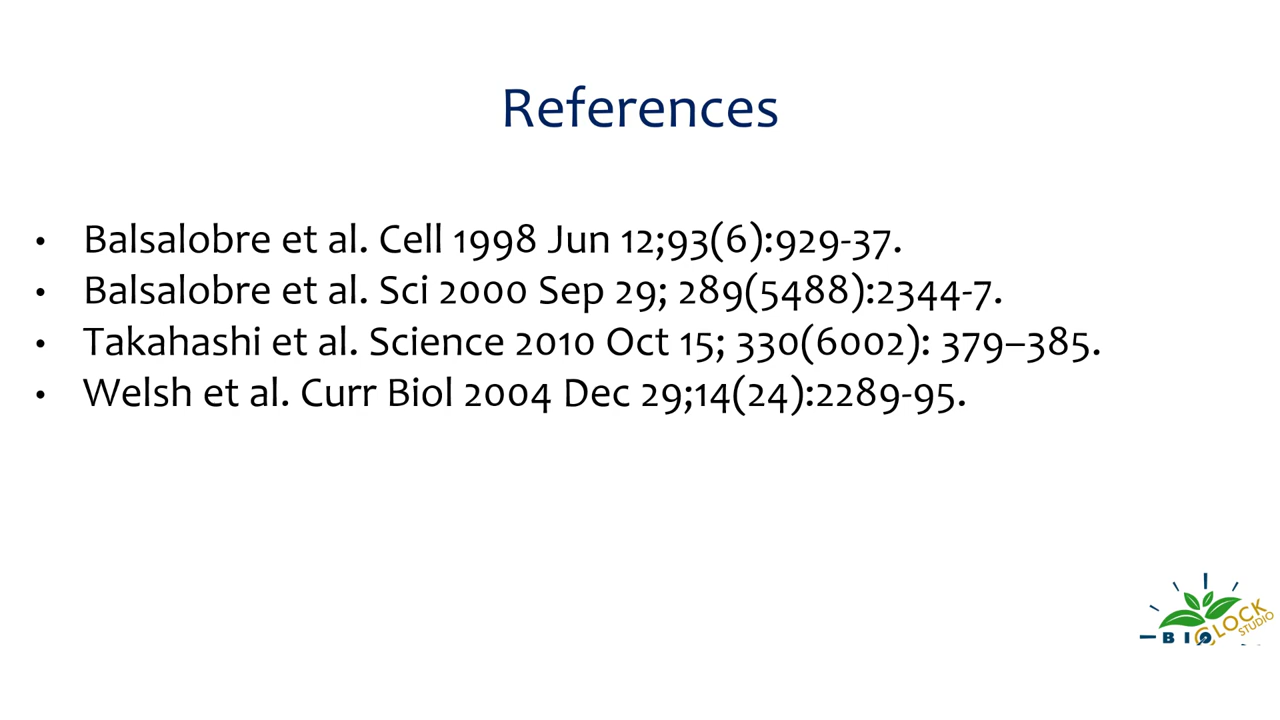 References
• Balsalobre et al. Cell 1998 Jun 12;93(6):929-37.
• Balsalobre et al. Sci 2000 Sep 29; 289(5488):2344-7.
• Takahashi et al. Science 2010 Oct 15; 330(6002): 379–385.
• Welsh et al. Curr Biol 2004 Dec 29;14(24):2289-95.
BIOCLOCK
STUDIO